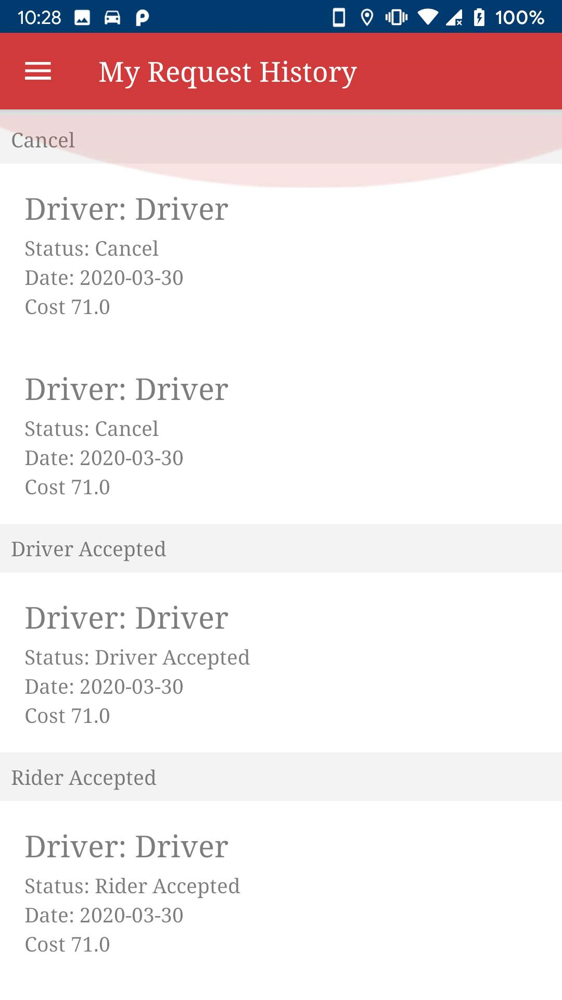 10:28 100%
My Request History
Cancel
Driver: Driver
Status: Cancel
Date: 2020-03-30
Cost 71.0
Driver: Driver
Status: Cancel
Date: 2020-03-30
Cost 71.0
Driver Accepted
Driver: Driver
Status: Driver Accepted
Date: 2020-03-30
Cost 71.0
Rider Accepted
Driver: Driver
Status: Rider Accepted
Date: 2020-03-30
Cost 71.0